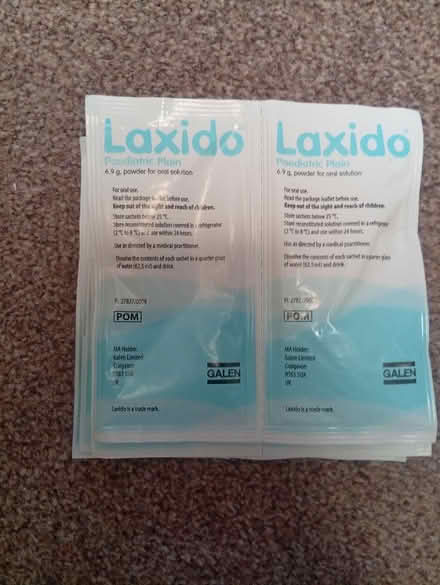 Laxido
Paediatric Plain
6.9 g, powder for oral solution
For oral use.
Read the package leaflet before use.
Keep out of the sight and reach of children.
Store sachets below 25 °C.
Store reconstituted solution covered in a refrigerator
(2 °C to 8 °C) and use within 24 hours.
Use as directed by a medical practitioner.
Dissolve the contents of each sachet in a quarter glass
of water (62.5 ml) and drink.
POM
MA Holder:
Galen Limited
Craigavon
BT63 5UA
UK
GALEN
Laxido is a trade mark.
Laxido
Paediatric Plain
6.9 g, powder for oral solution
For oral use.
Read the package leaflet before use.
Keep out of the sight and reach of children.
Store sachets below 25 °C.
Store reconstituted solution covered in a refrigerator
(2 °C to 8 °C) and use within 24 hours.
Use as directed by a medical practitioner.
Dissolve the contents of each sachet in a quarter glass
of water (62.5 ml) and drink.
POM
MA Holder:
Galen Limited
Craigavon
BT63 5UA
UK
GALEN
Laxido is a trade mark.